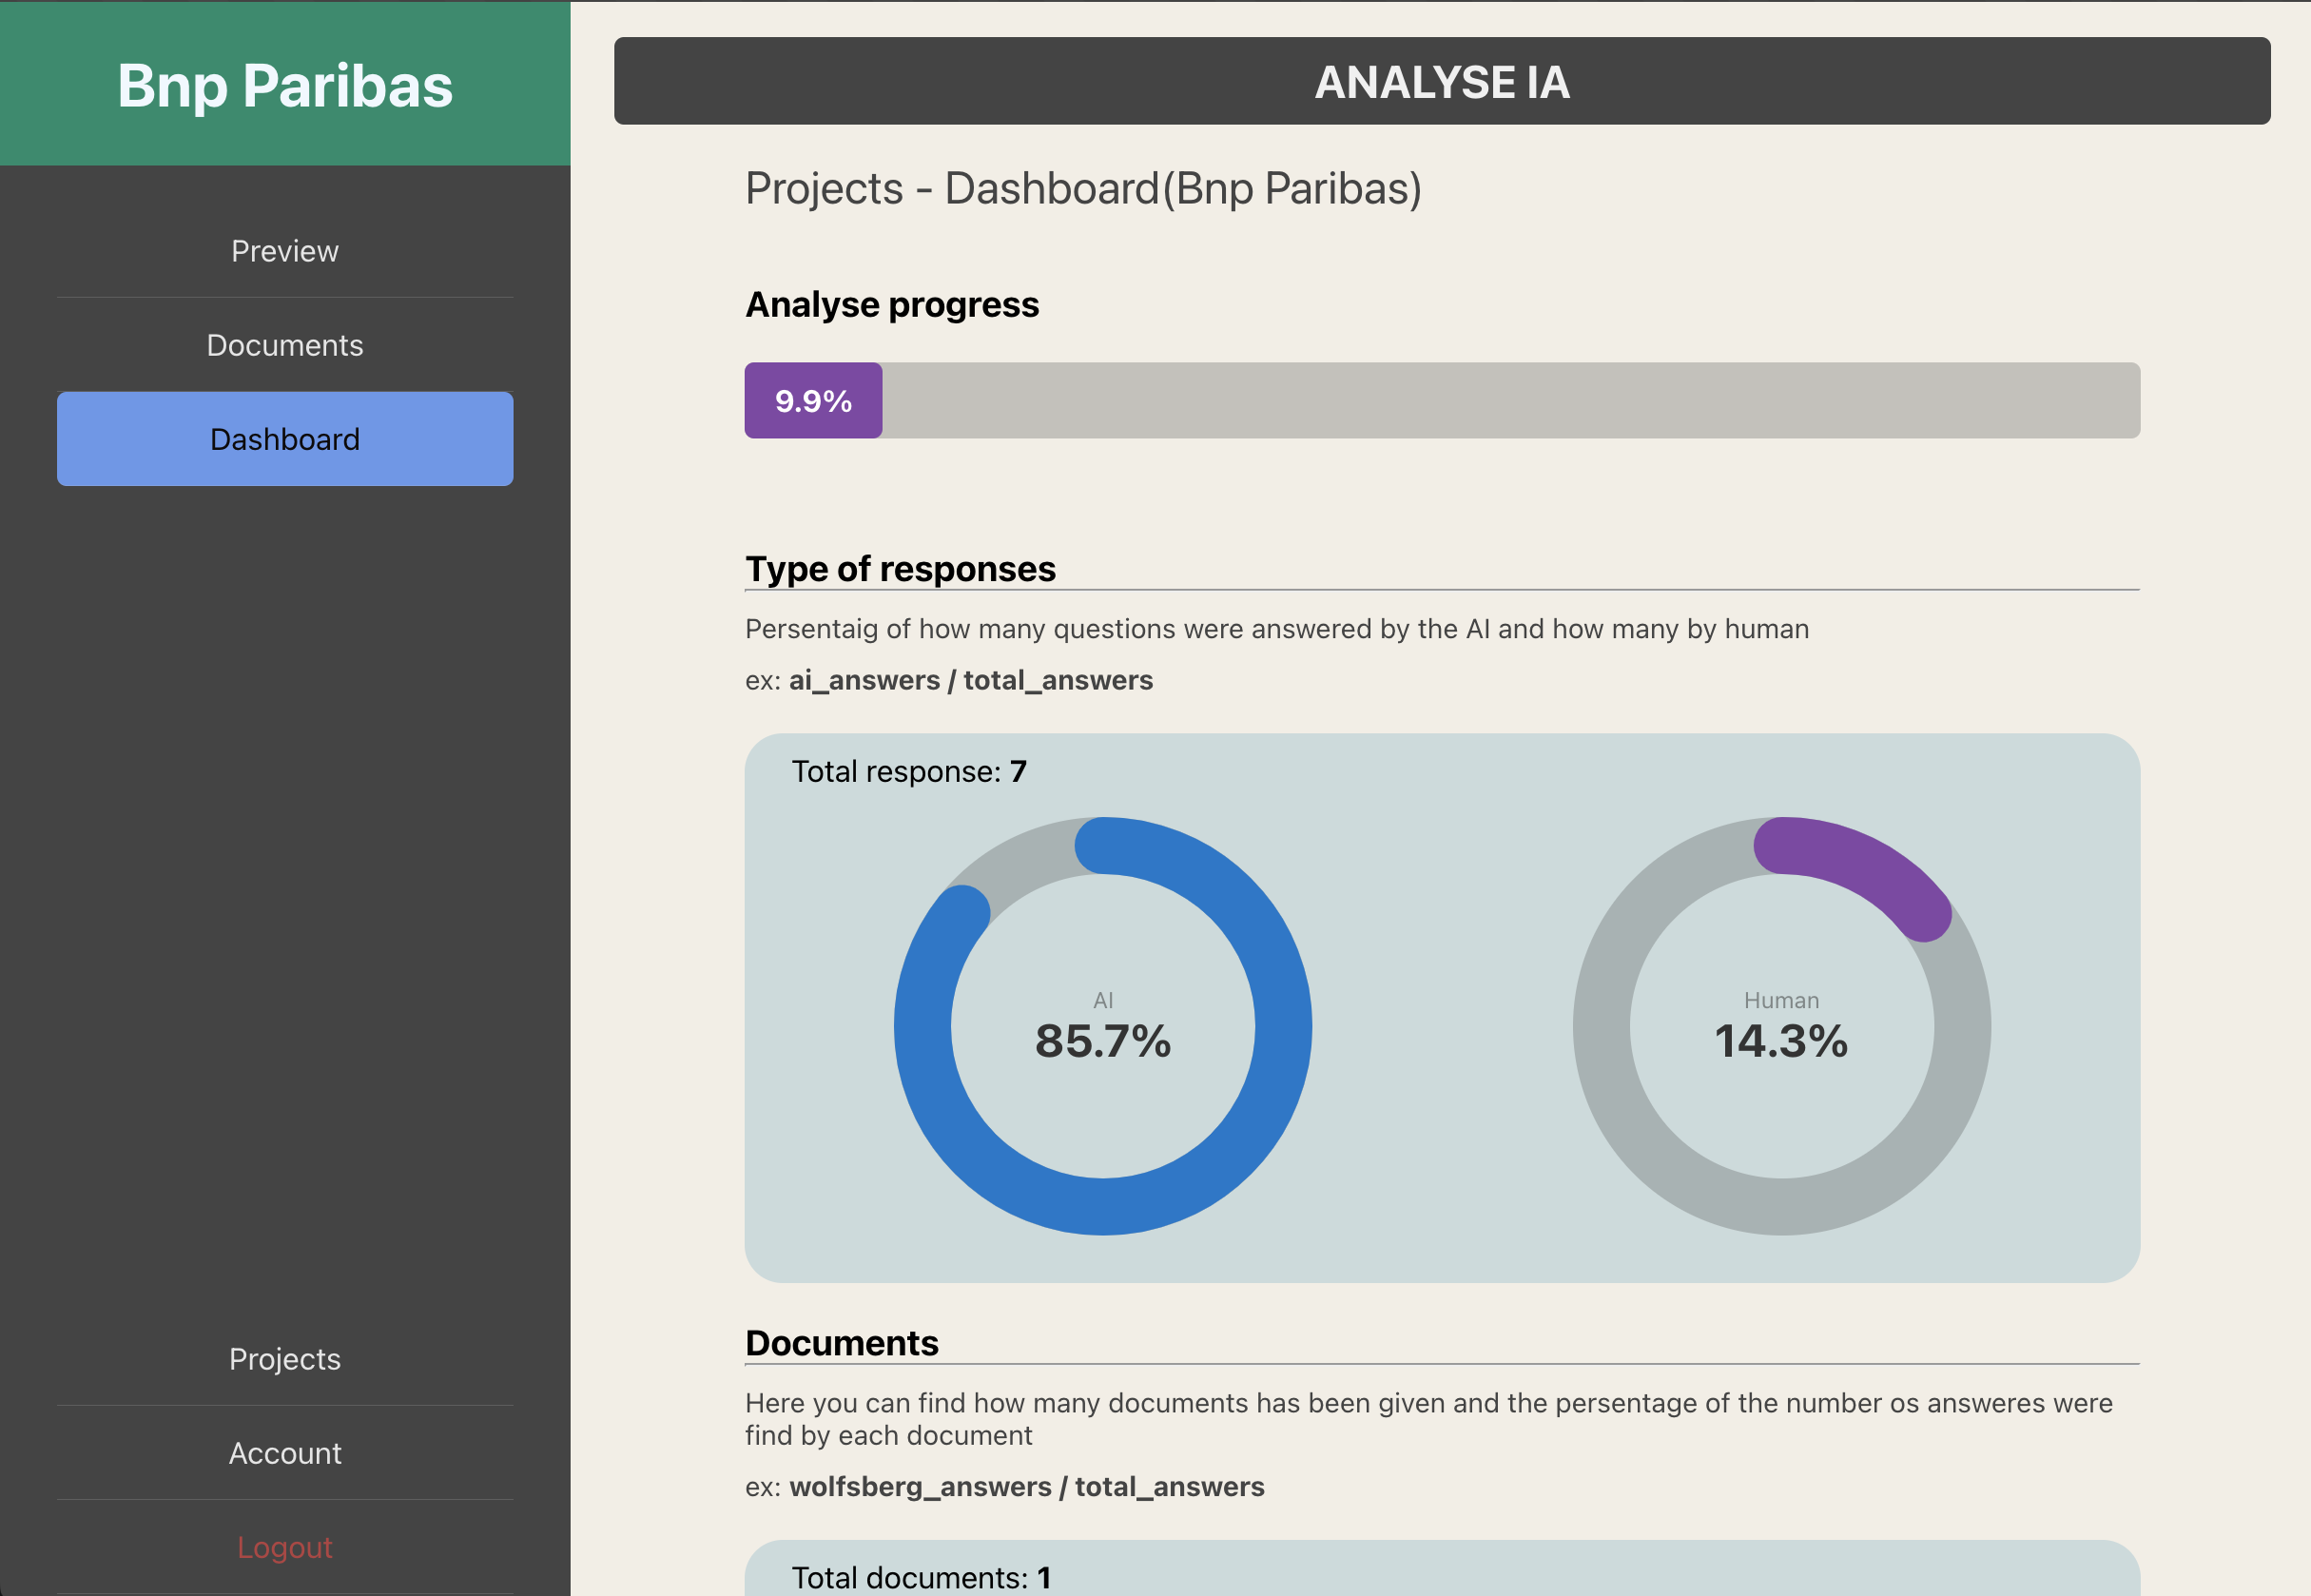 Bnp Paribas
Preview
Documents
Dashboard
Projects
Account
Logout
ANALYSE IA
Projects - Dashboard(Bnp Paribas)
Analyse progress
9.9%
Type of responses
Persentaig of how many questions were answered by the AI and how many by human
ex: ai_answers / total_answers
Total response: 7
AI
85.7%
Human
14.3%
Documents
Here you can find how many documents has been given and the persentage of the number os answeres were
find by each document
ex: wolfsberg_answers / total_answers
Total documents: 1